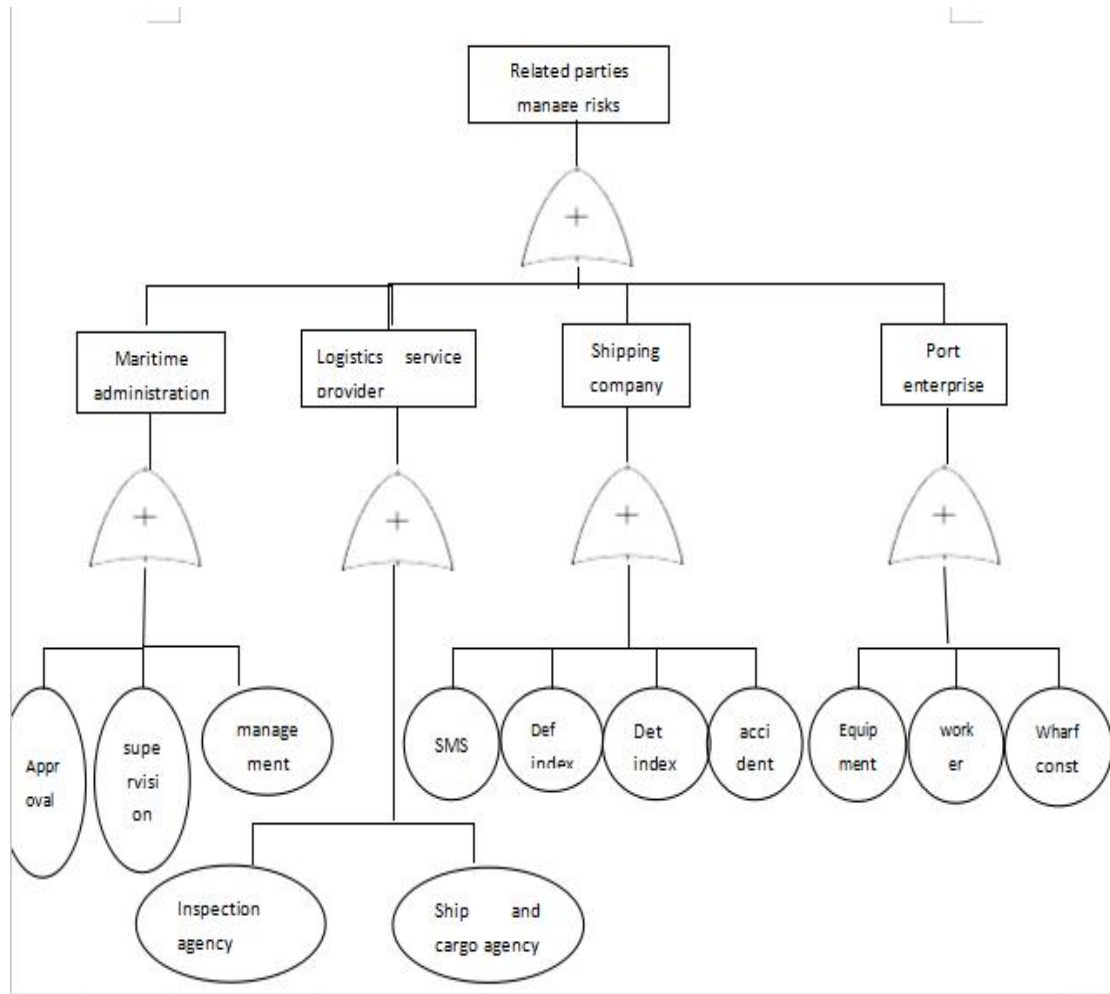 Related parties
manage risks
+
Maritime
administration
Logistics service
provider
Shipping
company
Port
enterprise
+
+
+
+
Appr
oval
supe
rvisi
on
manage
ment
SMS
Def
index
Det
index
acci
dent
Equip
ment
work
er
Wharf
const
Inspection
agency
Ship and
cargo agency